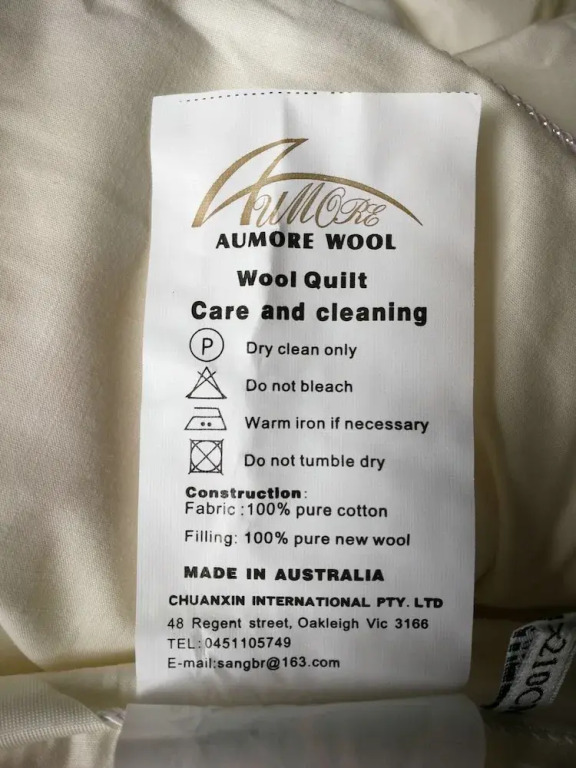 AUMORE
AUMORE WOOL
Wool Quilt
Care and cleaning
P Dry clean only
Do not bleach
Warm iron if necessary
Do not tumble dry
Construction:
Fabric :100% pure cotton
Filling: 100% pure new wool
MADE IN AUSTRALIA
CHUANXIN INTERNATIONAL PTY. LTD
48 Regent street, Oakleigh Vic 3166
TEL:0451105749
E-mail:sangbr@163.com